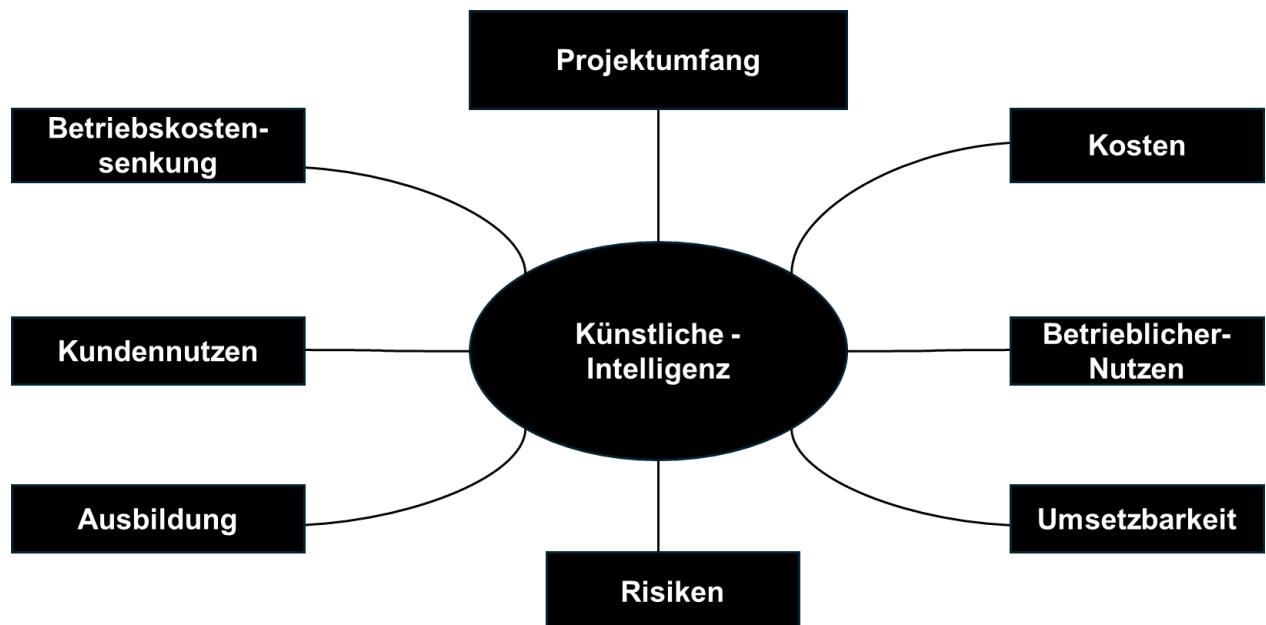 Projektumfang
Betriebskosten-
senkung
Kosten
Künstliche -
Intelligenz
Kundennutzen
Betrieblicher-
Nutzen
Ausbildung
Umsetzbarkeit
Risiken